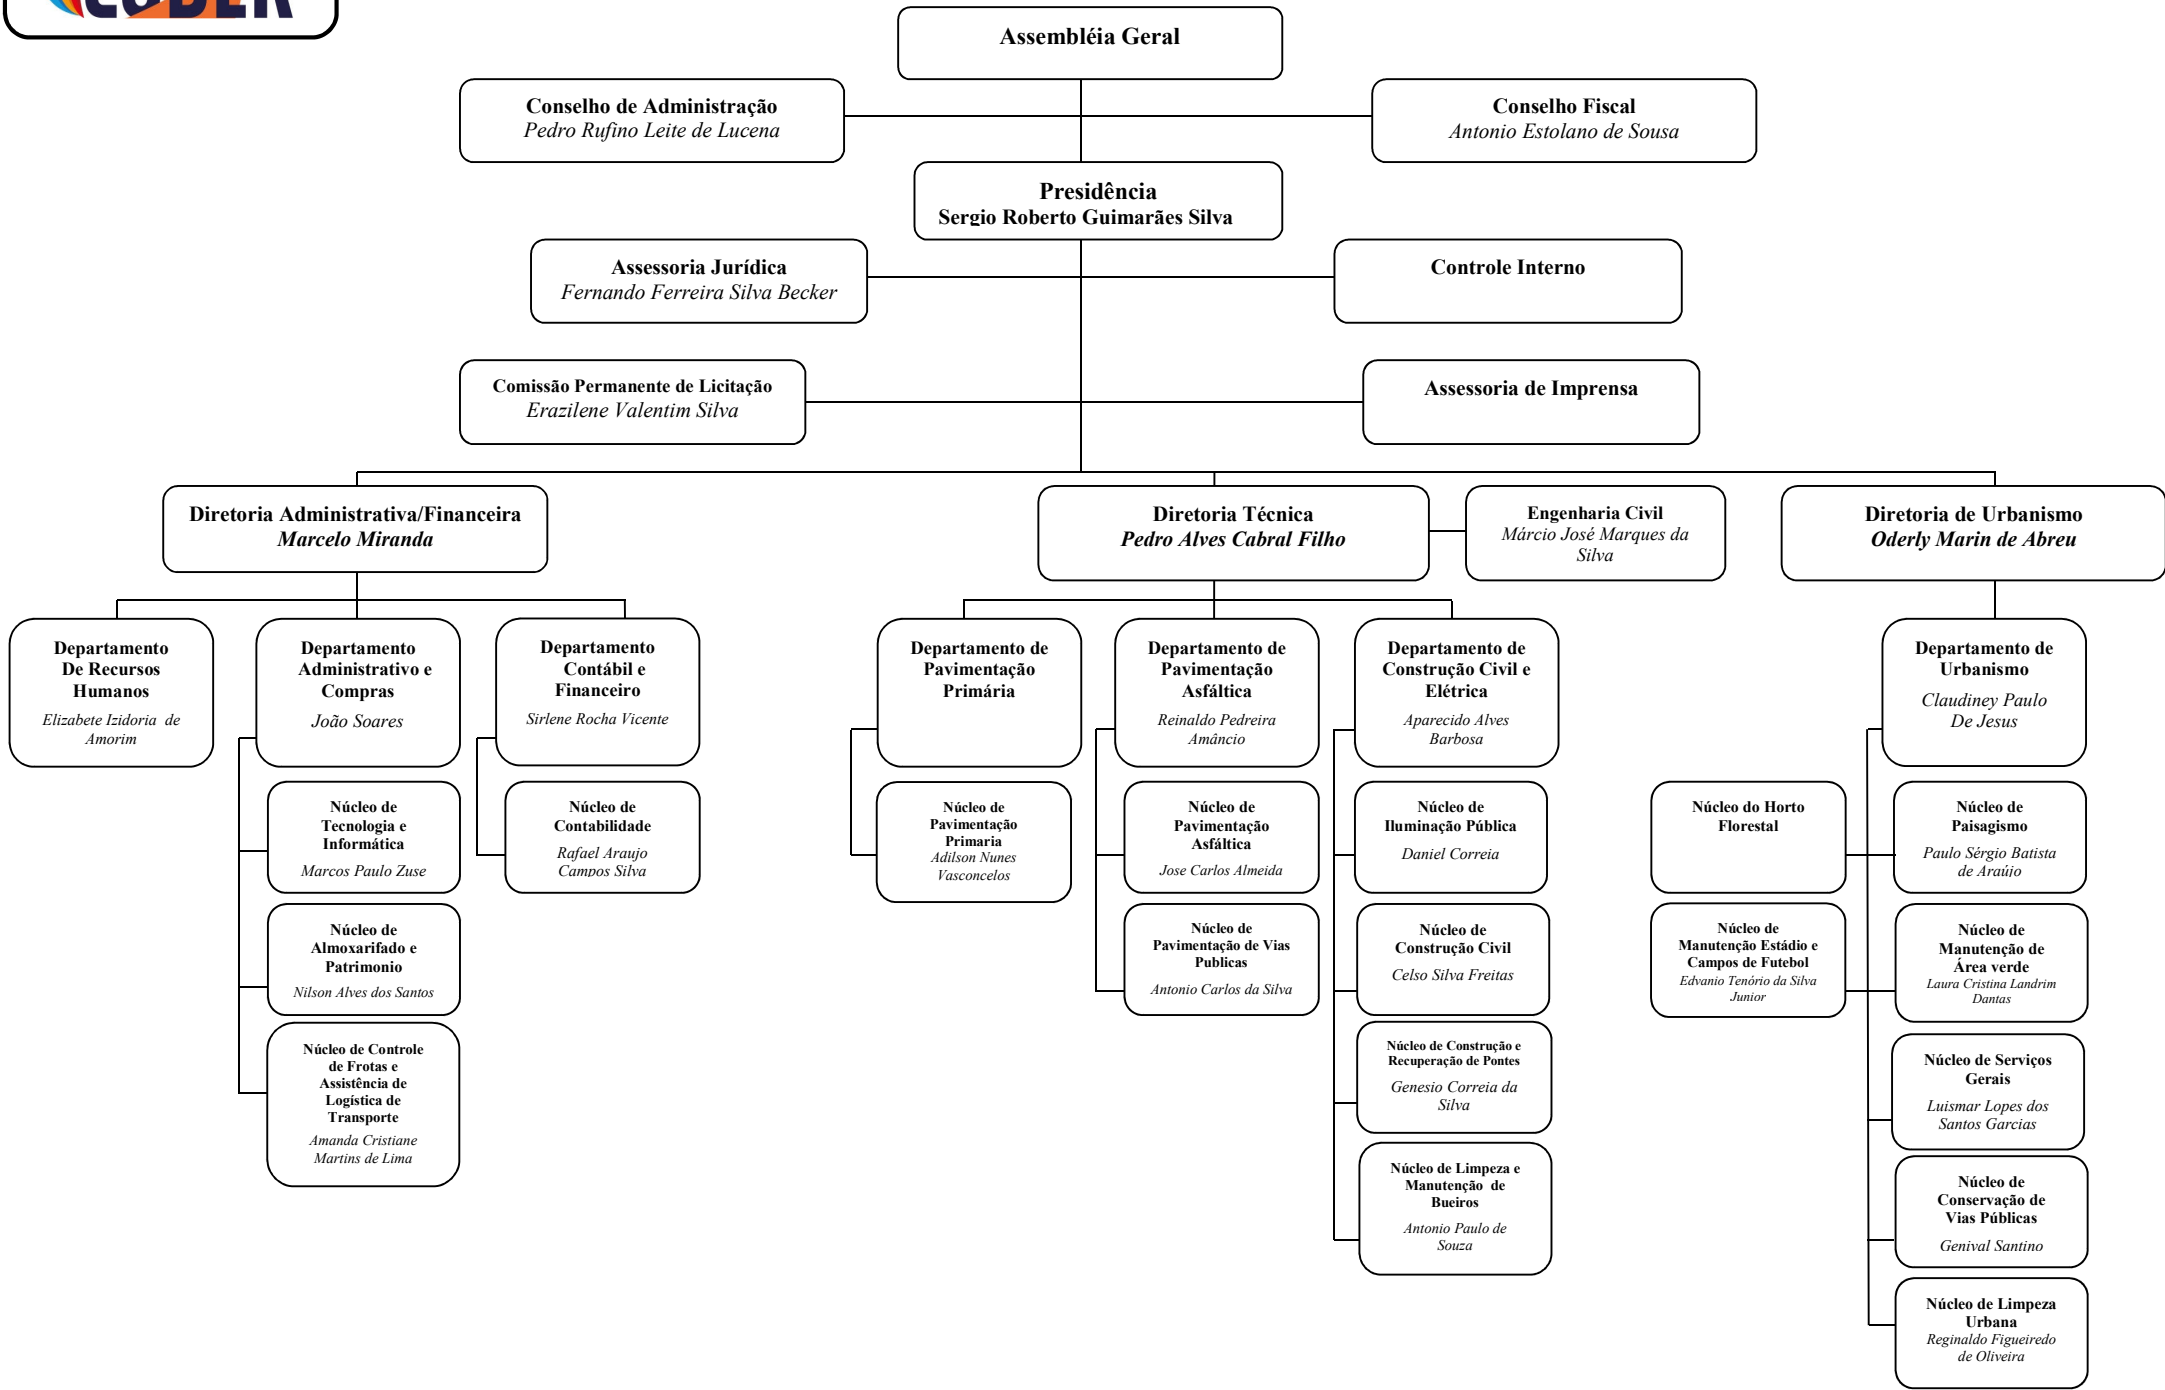 CODER
Assembléia Geral
Conselho de Administração
Pedro Rufino Leite de Lucena
Conselho Fiscal
Antonio Estolano de Sousa
Presidência
Sergio Roberto Guimarães Silva
Assessoria Jurídica
Fernando Ferreira Silva Becker
Controle Interno
Comissão Permanente de Licitação
Erazilene Valentim Silva
Assessoria de Imprensa
Diretoria Administrativa/Financeira
Marcelo Miranda
Diretoria Técnica
Pedro Alves Cabral Filho
Engenharia Civil
Márcio José Marques da
Silva
Diretoria de Urbanismo
Oderly Marin de Abreu
Departamento
De Recursos
Humanos
Elizabete Izidoria de
Amorim
Departamento
Administrativo e
Compras
João Soares
Departamento
Contábil e
Financeiro
Sirlene Rocha Vicente
Departamento de
Pavimentação
Primária
Departamento de
Pavimentação
Asfáltica
Reinaldo Pedreira
Amâncio
Departamento de
Construção Civil e
Elétrica
Aparecido Alves
Barbosa
Departamento de
Urbanismo
Claudiney Paulo
De Jesus
Núcleo de
Tecnologia e
Informática
Marcos Paulo Zuse
Núcleo de
Contabilidade
Rafael Araujo
Campos Silva
Núcleo de
Pavimentação
Primaria
Adilson Nunes
Vasconcelos
Núcleo de
Pavimentação
Asfáltica
Jose Carlos Almeida
Núcleo de
Iluminação Pública
Daniel Correia
Núcleo do Horto
Florestal
Núcleo de
Paisagismo
Paulo Sérgio Batista
de Araújo
Núcleo de
Almoxarifado e
Patrimonio
Nilson Alves dos Santos
Núcleo de
Pavimentação de Vias
Publicas
Antonio Carlos da Silva
Núcleo de
Construção Civil
Celso Silva Freitas
Núcleo de
Manutenção Estádio e
Campos de Futebol
Edvanio Tenório da Silva
Junior
Núcleo de
Manutenção de
Área verde
Laura Cristina Landrim
Dantas
Núcleo de Controle
de Frotas e
Assistência de
Logística de
Transporte
Amanda Cristiane
Martins de Lima
Núcleo de Construção e
Recuperação de Pontes
Genesio Correia da
Silva
Núcleo de Serviços
Gerais
Luismar Lopes dos
Santos Garcias
Núcleo de Limpeza e
Manutenção de
Bueiros
Antonio Paulo de
Souza
Núcleo de
Conservação de
Vias Públicas
Genival Santino
Núcleo de Limpeza
Urbana
Reginaldo Figueiredo
de Oliveira